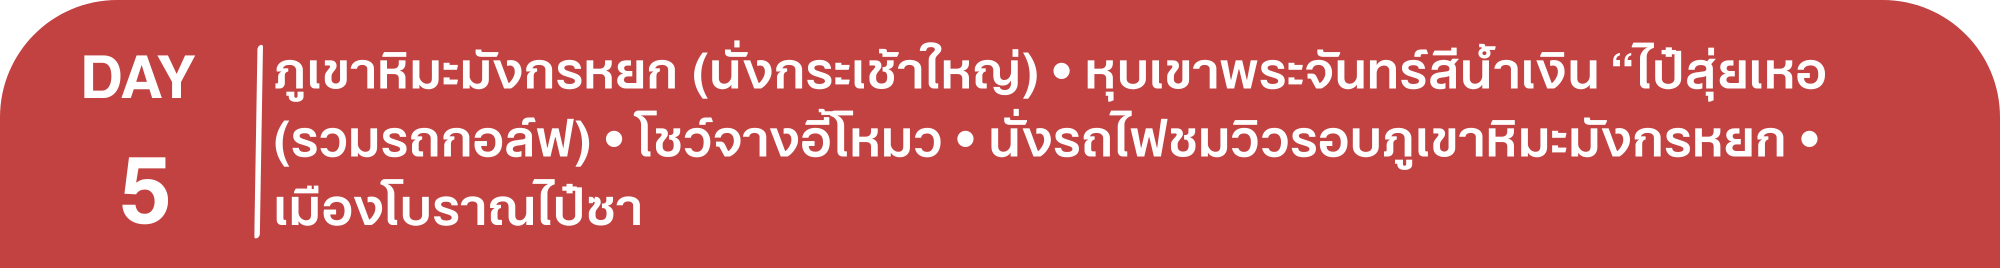 DAY
5
ภูเขาหิมะมังกรหยก (นั่งกระเช้าใหญ่) • หุบเขาพระจันทร์สีน้ำเงิน “ไป๋สุ่ยเหอ
(รวมรถกอล์ฟ) • โชว์จางอี้โหมว • นั่งรถไฟชมวิวรอบภูเขาหิมะมังกรหยก •
เมืองโบราณไป๋ซา